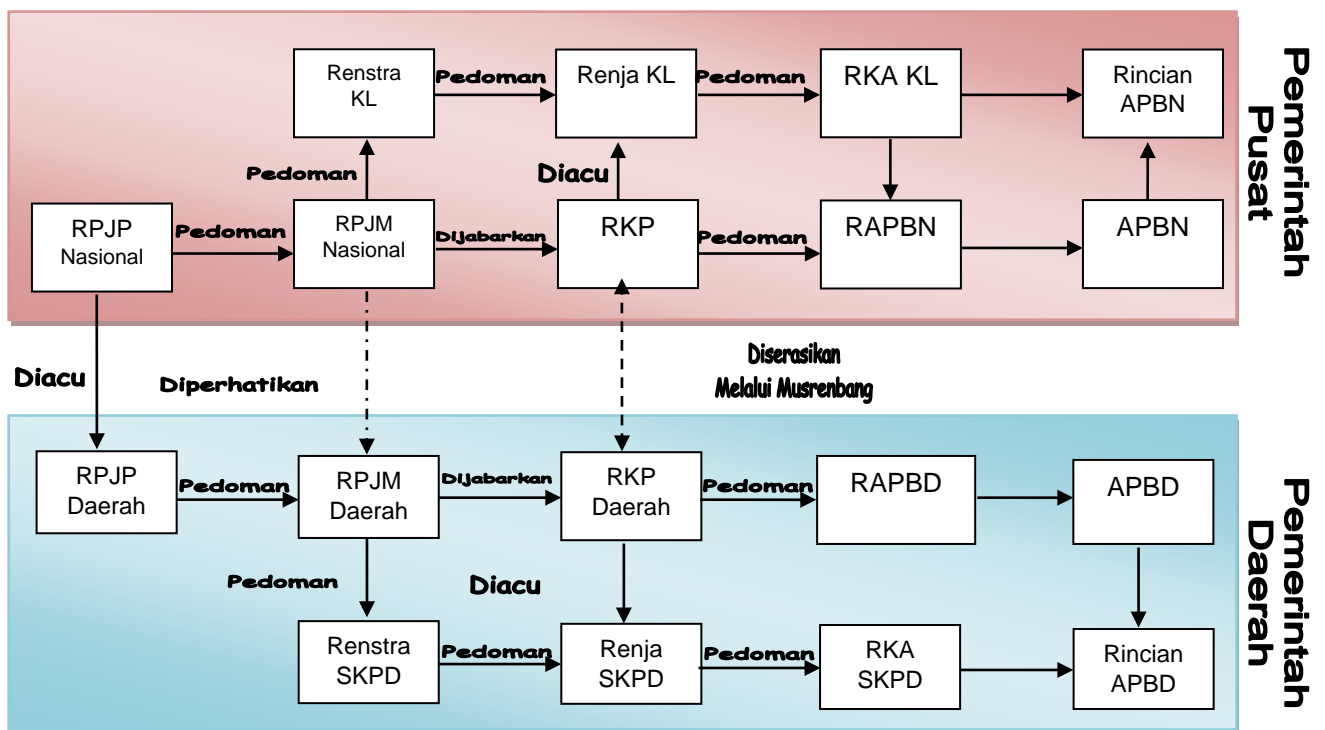 Renstra
KL
Pedoman
Renja KL
Pedoman
RKA KL
Rincian
APBN
Pedoman
Diacu
RPJP
Nasional
Pedoman
RPJM
Nasional
Dijabarkan
RKP
Pedoman
RAPBN
APBN
Pemerintah
Pusat
Diacu
Diperhatikan
Diserasikan
Melalui Musrenbang
RPJP
Daerah
Pedoman
RPJM
Daerah
Dijabarkan
RKP
Daerah
Pedoman
RAPBD
APBD
Pedoman
Diacu
Renstra
SKPD
Pedoman
Renja
SKPD
Pedoman
RKA
SKPD
Rincian
APBD
Pemerintah
Daerah